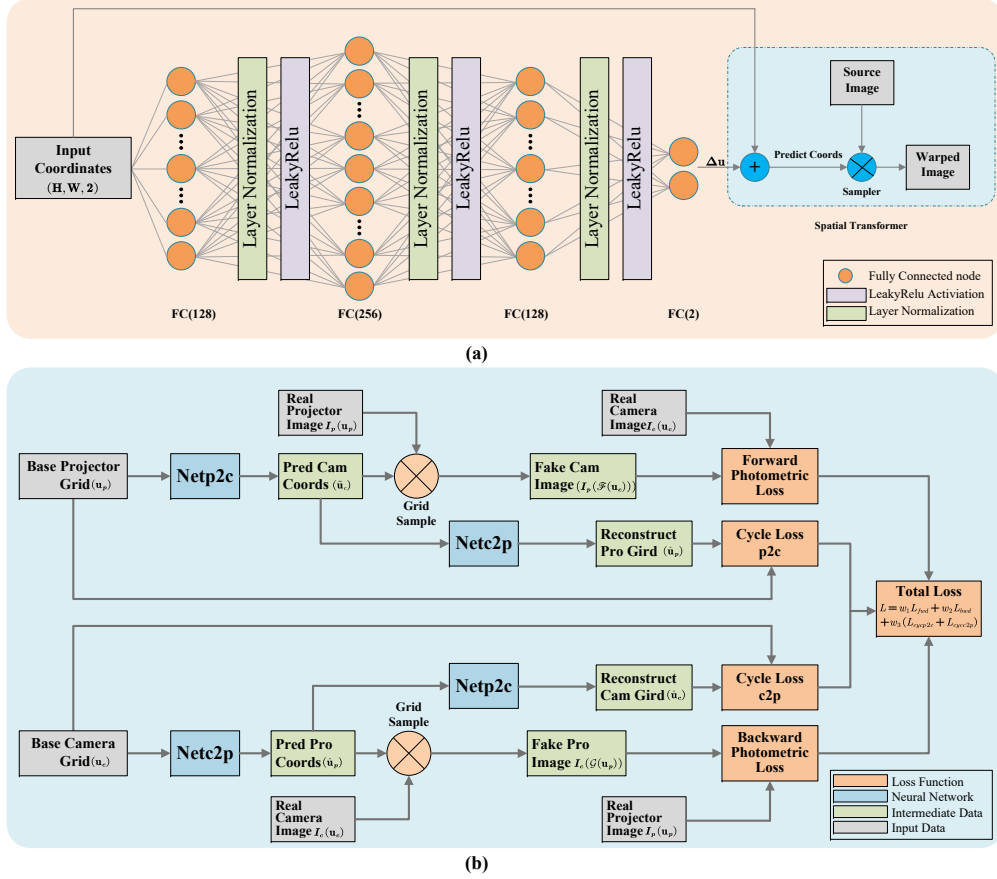 Input
Coordinates
(H, W, 2)
Layer Normalization
LeakyRelu
Layer Normalization
LeakyRelu
Layer Normalization
LeakyRelu
FC(128)
FC(256)
FC(128)
FC(2)
Δu
+
Predict Coords
Source
Image
Sampler
Warped
Image
Spatial Transformer
Fully Connected node
LeakyRelu Activiation
Layer Normalization
(a)
Real
Projector
Image I_p(u_p)
Real
Camera
Image I_c(u_c)
Base Projector
Grid (u_p)
Netp2c
Pred Cam
Coords (û_c)
Grid
Sample
Fake Cam
Image (I_p(ℱ(u_c)))
Forward
Photometric
Loss
Netc2p
Reconstruct
Pro Gird (û_p)
Cycle Loss
p2c
Total Loss
L = w_1 L_fwd + w_2 L_bwd
+ w_3 (L_cycp2c + L_cycc2p)
Netp2c
Reconstruct
Cam Gird (û_c)
Cycle Loss
c2p
Grid
Sample
Base Camera
Grid (u_c)
Netc2p
Pred Pro
Coords (û_p)
Fake Pro
Image I_c(𝒢(u_p))
Backward
Photometric
Loss
Real
Camera
Image I_c(u_c)
Real
Projector
Image I_p(u_p)
Loss Function
Neural Network
Intermediate Data
Input Data
(b)